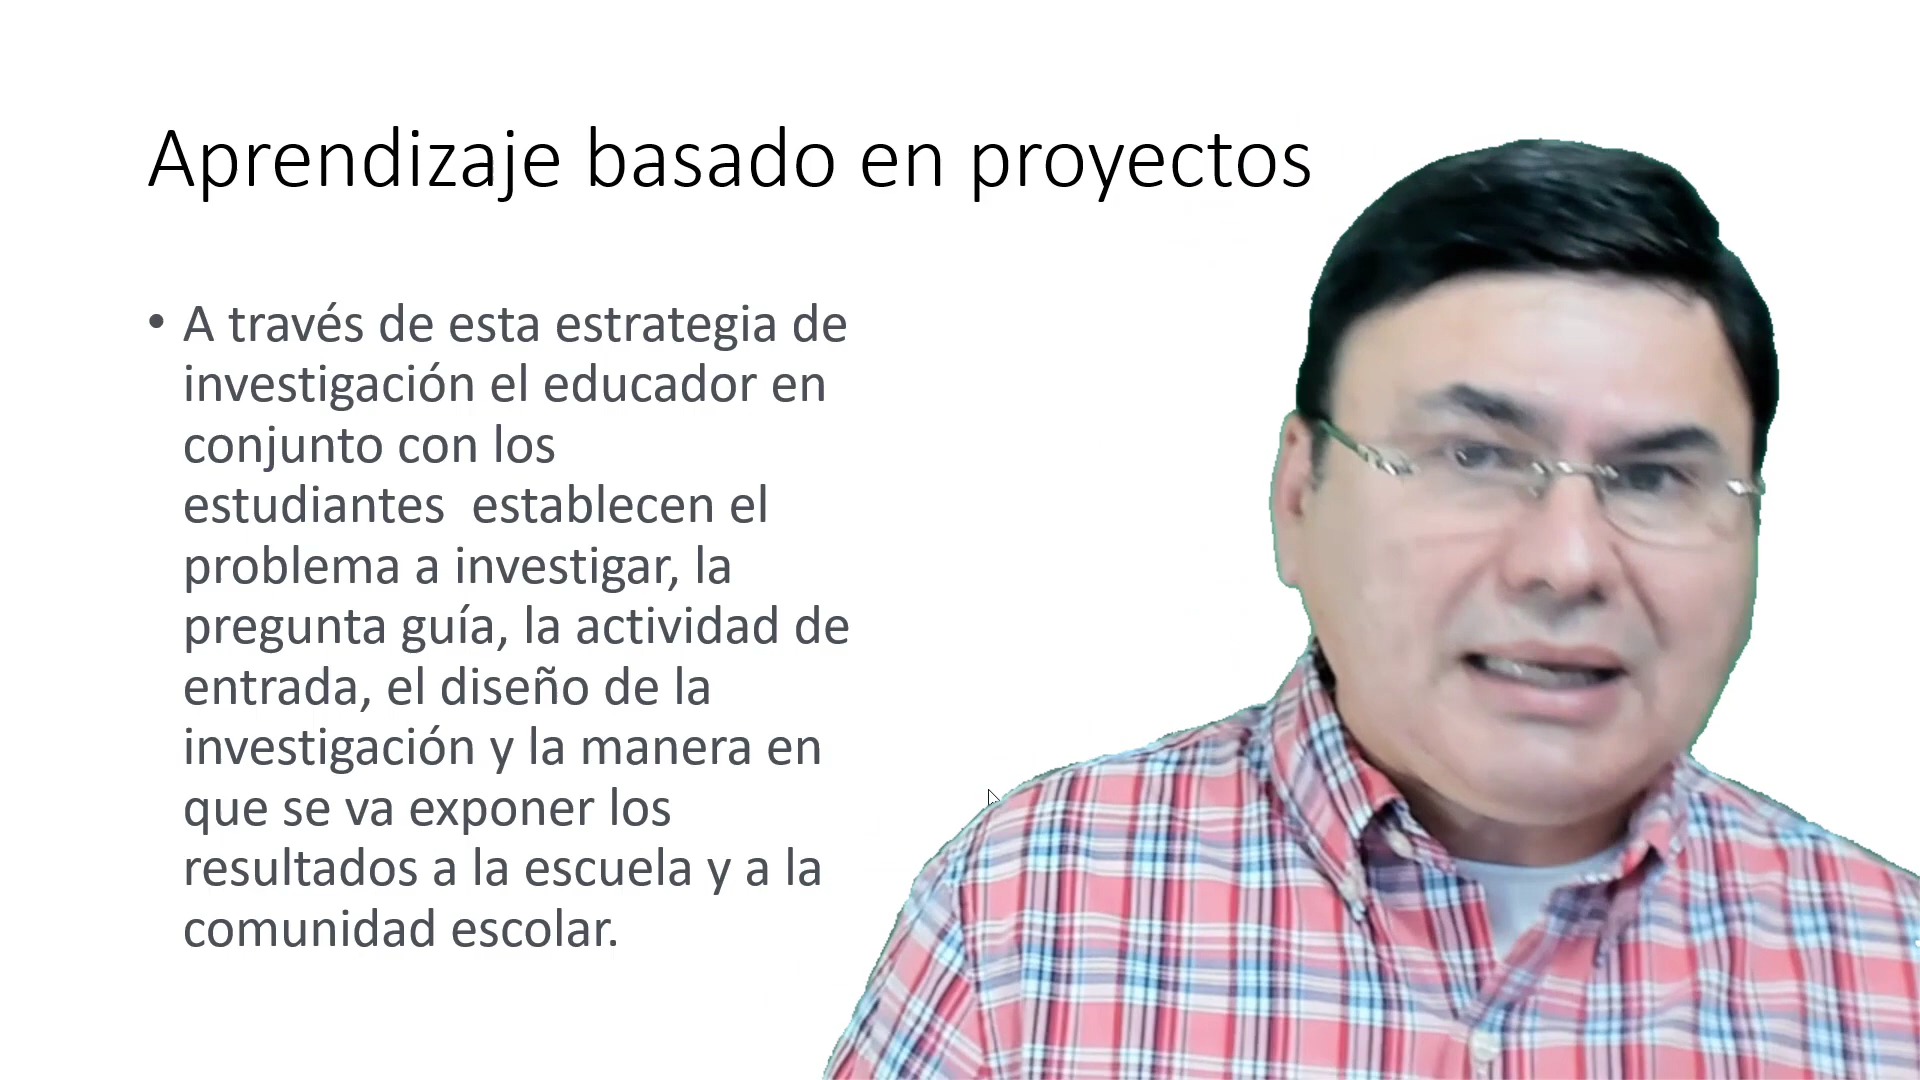 Aprendizaje basado en proyectos
• A través de esta estrategia de
investigación el educador en
conjunto con los
estudiantes  establecen el
problema a investigar, la
pregunta guía, la actividad de
entrada, el diseño de la
investigación y la manera en
que se va exponer los
resultados a la escuela y a la
comunidad escolar.